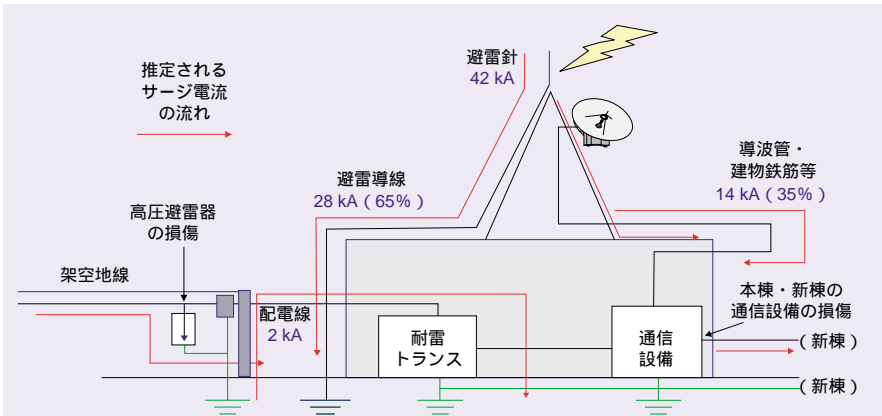 推定される
サージ電流
の流れ
避雷針
42 kA
導波管・
建物鉄筋等
14 kA（35%）
避雷導線
28 kA（65%）
高圧避雷器
の損傷
架空地線
配電線
2 kA
耐雷
トランス
通信
設備
本棟・新棟の
通信設備の損傷
（新棟）
（新棟）